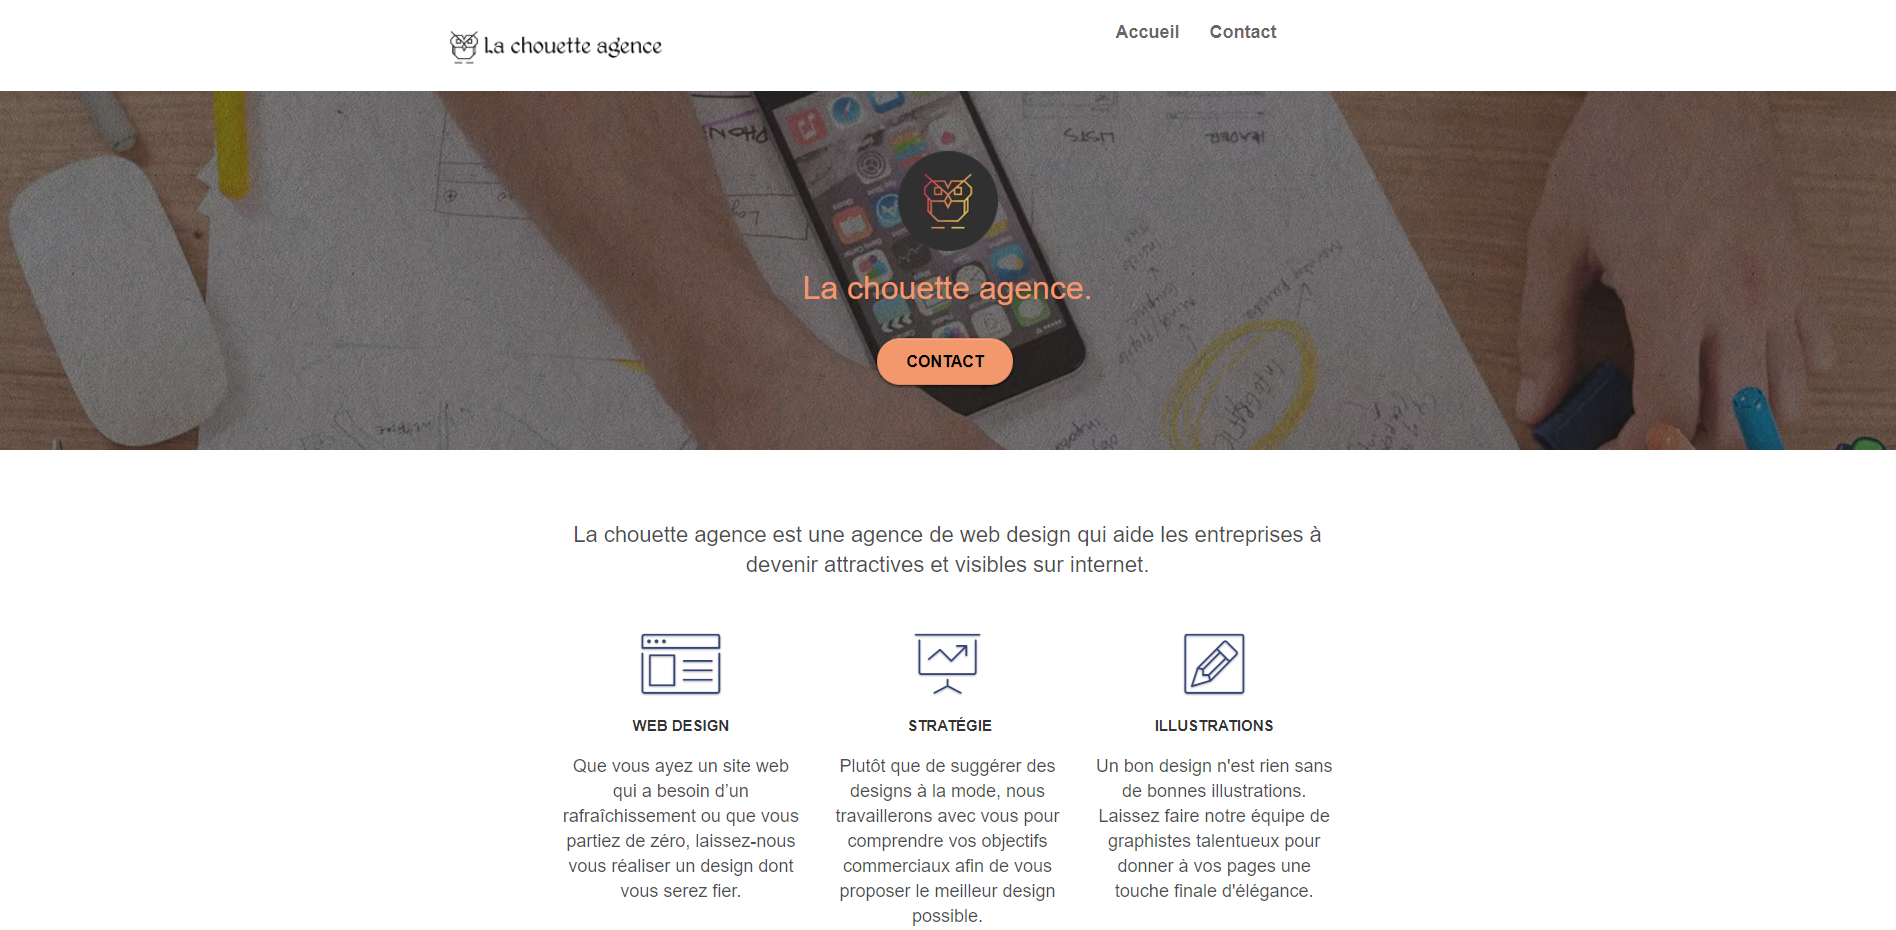 La chouette agence
Accueil Contact
PHON
LISTS
HEADER
La chouette agence.
CONTACT
La chouette agence est une agence de web design qui aide les entreprises à
devenir attractives et visibles sur internet.
WEB DESIGN
Que vous ayez un site web
qui a besoin d’un
rafraîchissement ou que vous
partiez de zéro, laissez-nous
vous réaliser un design dont
vous serez fier.
STRATÉGIE
Plutôt que de suggérer des
designs à la mode, nous
travaillerons avec vous pour
comprendre vos objectifs
commerciaux afin de vous
proposer le meilleur design
possible.
ILLUSTRATIONS
Un bon design n'est rien sans
de bonnes illustrations.
Laissez faire notre équipe de
graphistes talentueux pour
donner à vos pages une
touche finale d'élégance.